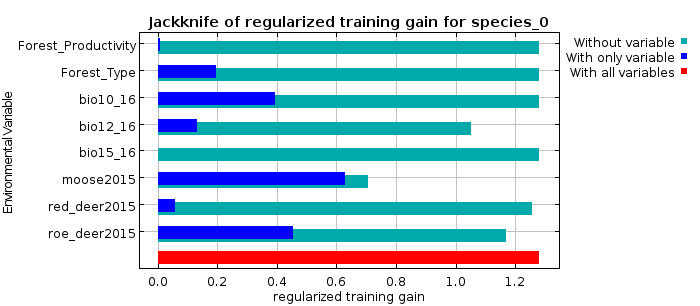 Jackknife of regularized training gain for species_0
Without variable
With only variable
With all variables
Environmental Variable
Forest_Productivity
Forest_Type
bio10_16
bio12_16
bio15_16
moose2015
red_deer2015
roe_deer2015
0.0 0.2 0.4 0.6 0.8 1.0 1.2
regularized training gain